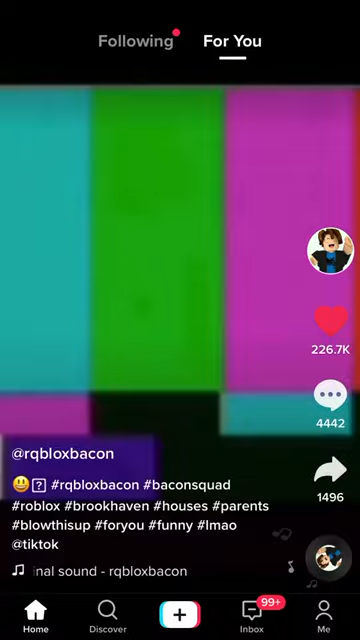 Following For You
226.7K
4442
@rqbloxbacon
😃 #rqbloxbacon #baconsquad
1496
#roblox #brookhaven #houses #parents
#blowthisup #foryou #funny #lmao
@tiktok
inal sound - rqbloxbacon
99+
Home Discover Inbox Me